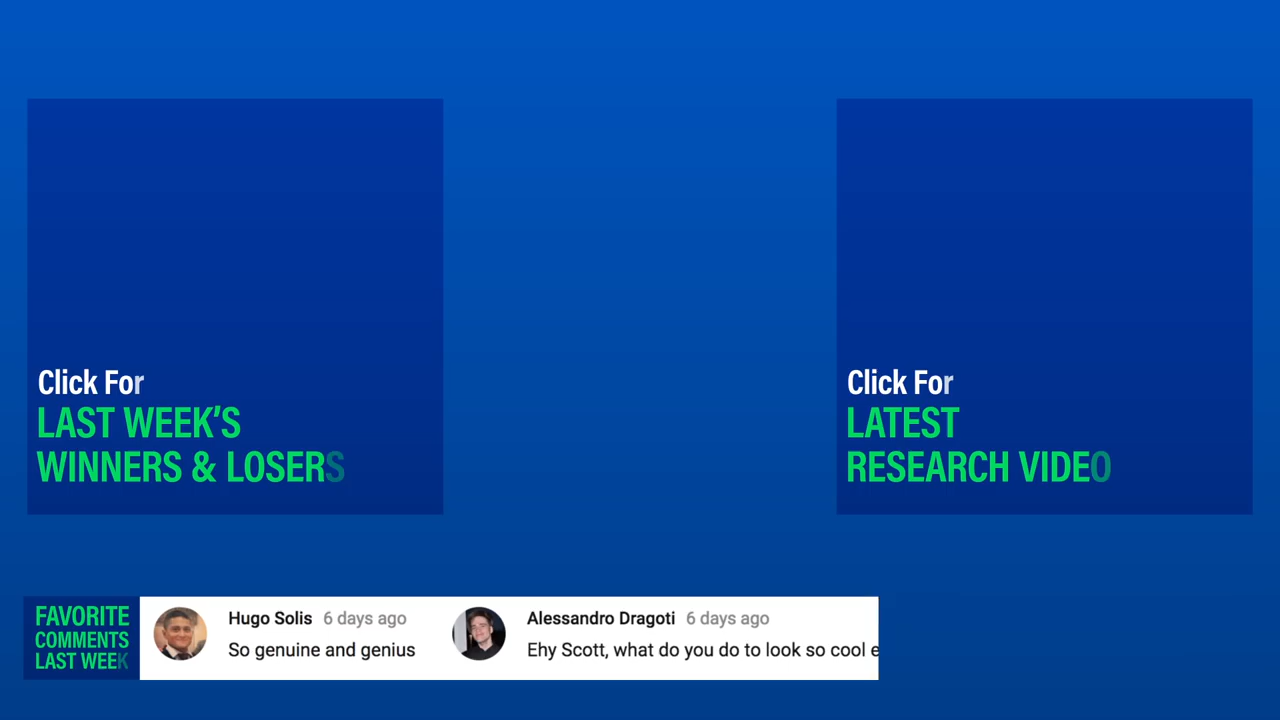 Click For
LAST WEEK'S
WINNERS & LOSERS
Click For
LATEST
RESEARCH VIDEO
FAVORITE
COMMENTS
LAST WEEK
Hugo Solis 6 days ago
So genuine and genius
Alessandro Dragoti 6 days ago
Ehy Scott, what do you do to look so cool e